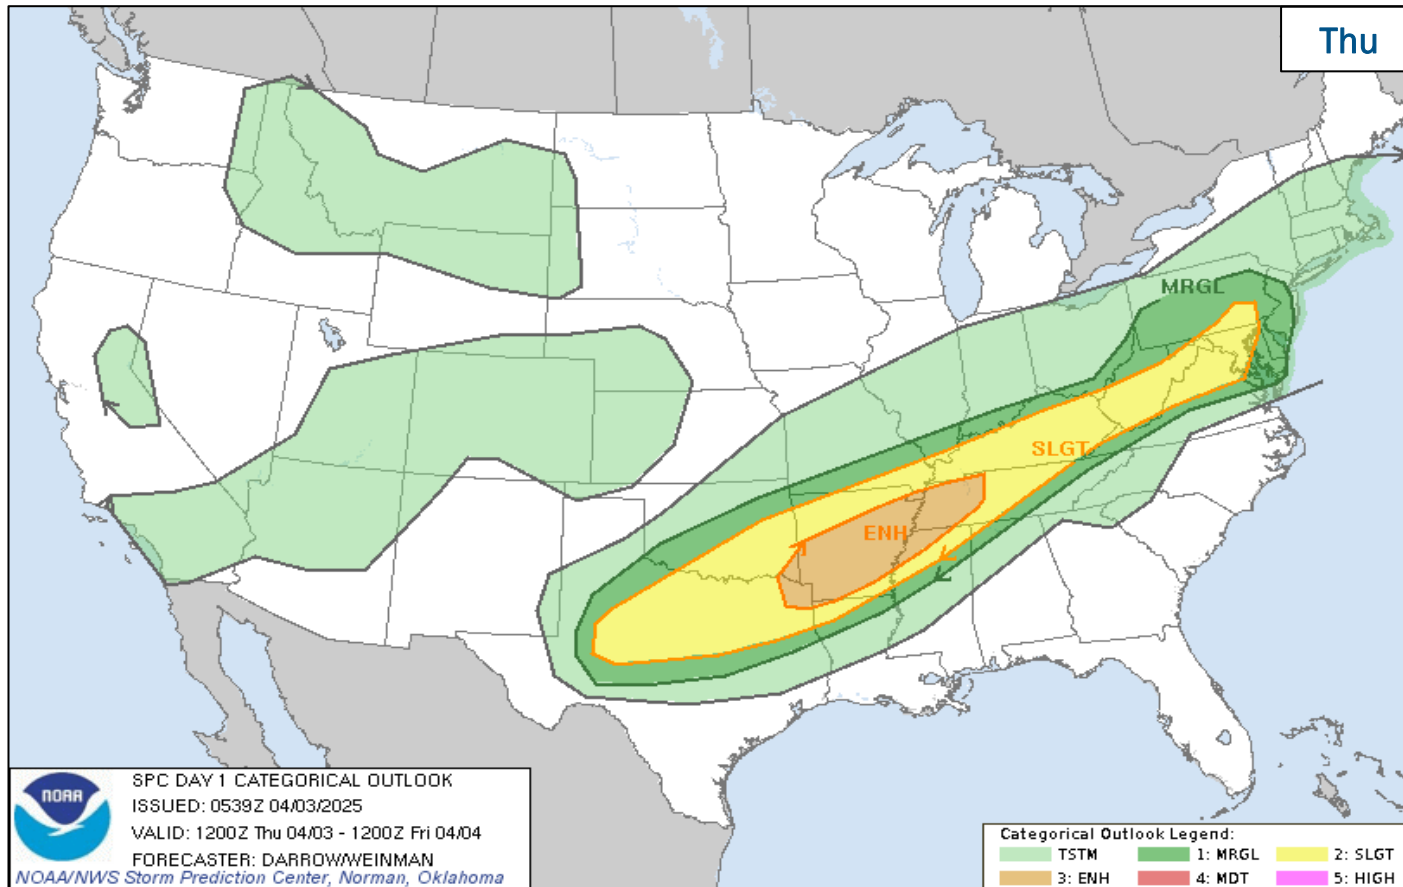 Thu
MRGL
SLGT
ENH
NOAA
SPC DAY 1 CATEGORICAL OUTLOOK
ISSUED: 0539Z 04/03/2025
VALID: 1200Z Thu 04/03 - 1200Z Fri 04/04
FORECASTER: DARROW/WEINMAN
NOAA/NWS Storm Prediction Center, Norman, Oklahoma
Categorical Outlook Legend:
TSTM 1: MRGL 2: SLGT
3: ENH 4: MDT 5: HIGH